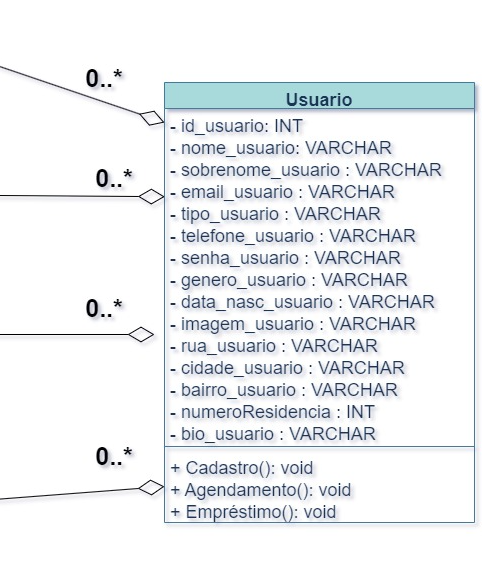 0..*
Usuario
- id_usuario: INT
- nome_usuario: VARCHAR
- sobrenome_usuario : VARCHAR
0..*
- email_usuario : VARCHAR
- tipo_usuario : VARCHAR
- telefone_usuario : VARCHAR
- senha_usuario : VARCHAR
- genero_usuario : VARCHAR
- data_nasc_usuario : VARCHAR
0..*
- imagem_usuario : VARCHAR
- rua_usuario : VARCHAR
- cidade_usuario : VARCHAR
- bairro_usuario : VARCHAR
- numeroResidencia : INT
- bio_usuario : VARCHAR
0..*
+ Cadastro(): void
+ Agendamento(): void
+ Empréstimo(): void